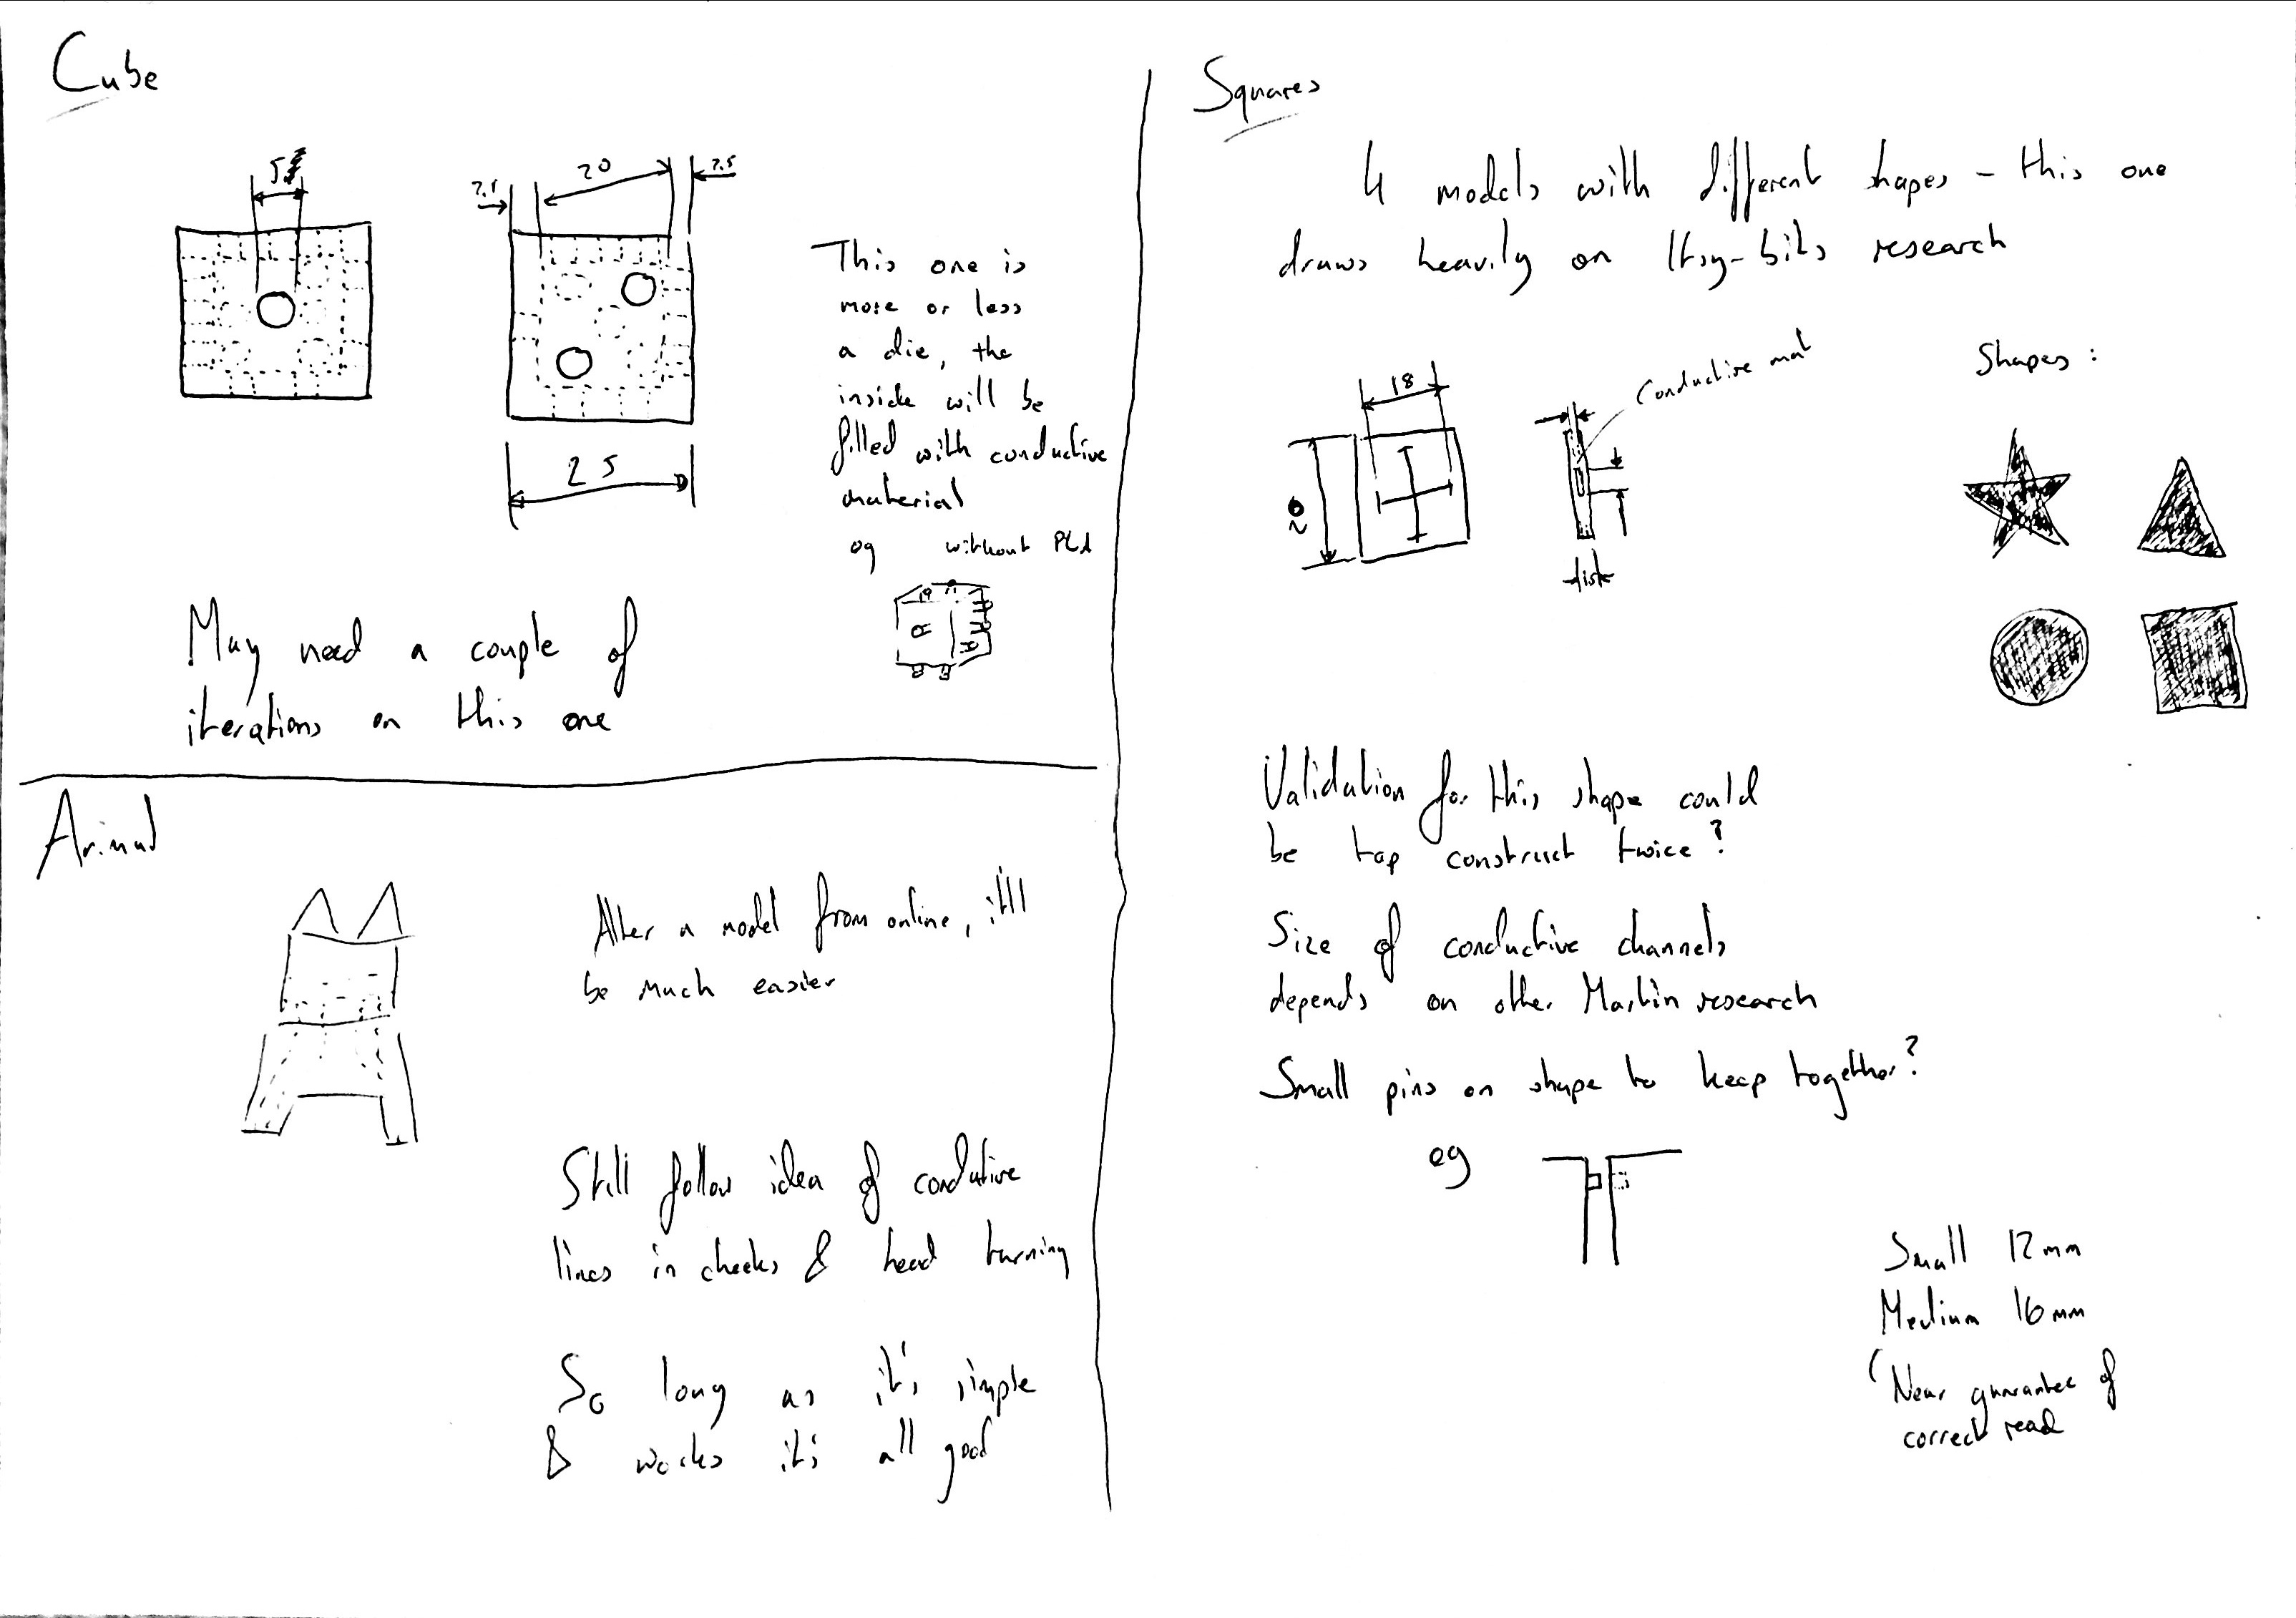 Cube
5
20
2.5
25
This one is
more or less
a die, the
inside will be
filled with conductive
material
eg without PLA
May need a couple of
iterations on this one
Animal
Alter a model from online, it'll
be much easier
Still follow idea of condutive
lines in cheeks & head turning
So long as it's simple
& works it's all good
Squares
4 models with different shapes - this one
draws heavily on Itsy-bits research
18
Conductive mat
Shapes:
Validation for this shape could
be tap construct twice?
Size of conductive channels
depends on other Martin research
Small pins on shape to keep together?
eg
Small 12mm
Medium 16mm
(Near guarantee of
correct read